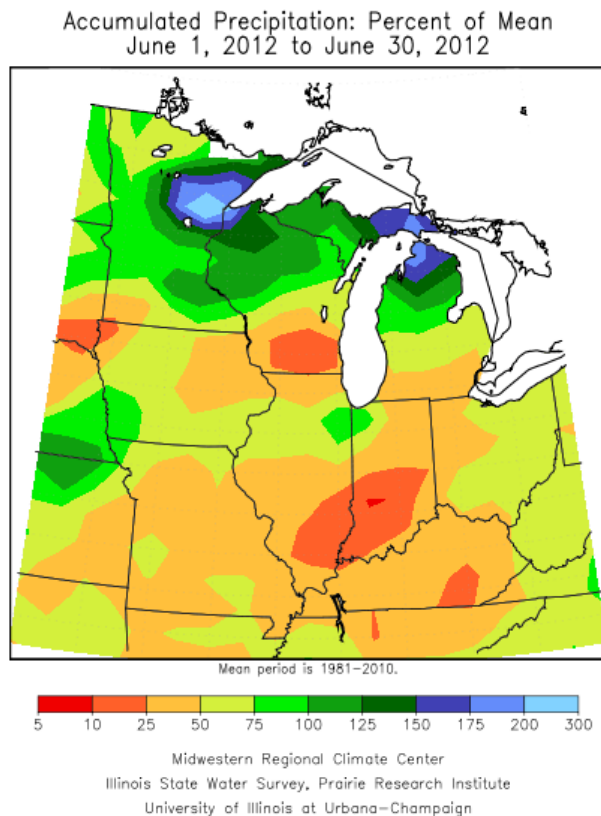 Accumulated Precipitation: Percent of Mean
June 1, 2012 to June 30, 2012
Mean period is 1981-2010.
5 10 25 50 75 100 125 150 175 200 300
Midwestern Regional Climate Center
Illinois State Water Survey, Prairie Research Institute
University of Illinois at Urbana-Champaign